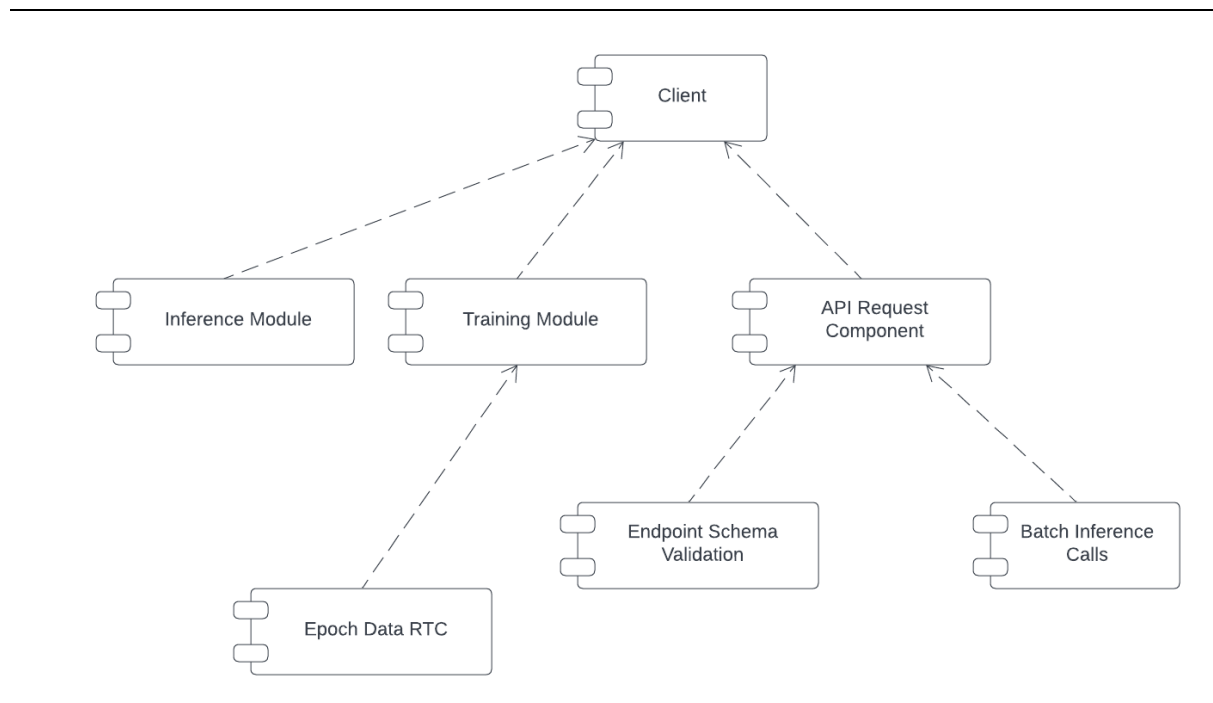 Client
Inference Module
Training Module
API Request
Component
Endpoint Schema
Validation
Batch Inference
Calls
Epoch Data RTC